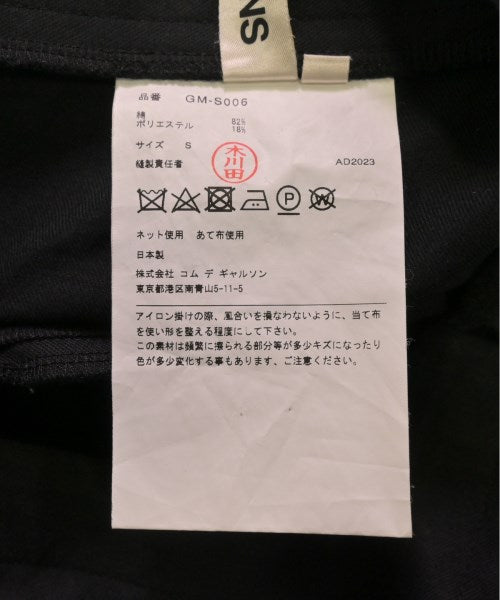 NS
品番 GM-S006
綿 82%
ポリエステル 18%
サイズ S
縫製責任者 木川田 AD2023
P W
ネット使用 あて布使用
日本製
株式会社 コム デ ギャルソン
東京都港区南青山5-11-5
アイロン掛けの際、風合いを損なわないように、当て布
を使い形を整える程度にして下さい。
この素材は頻繁に擦られる部分等が多少キズになったり
色が多少変化する事もあります、ご注意ください。